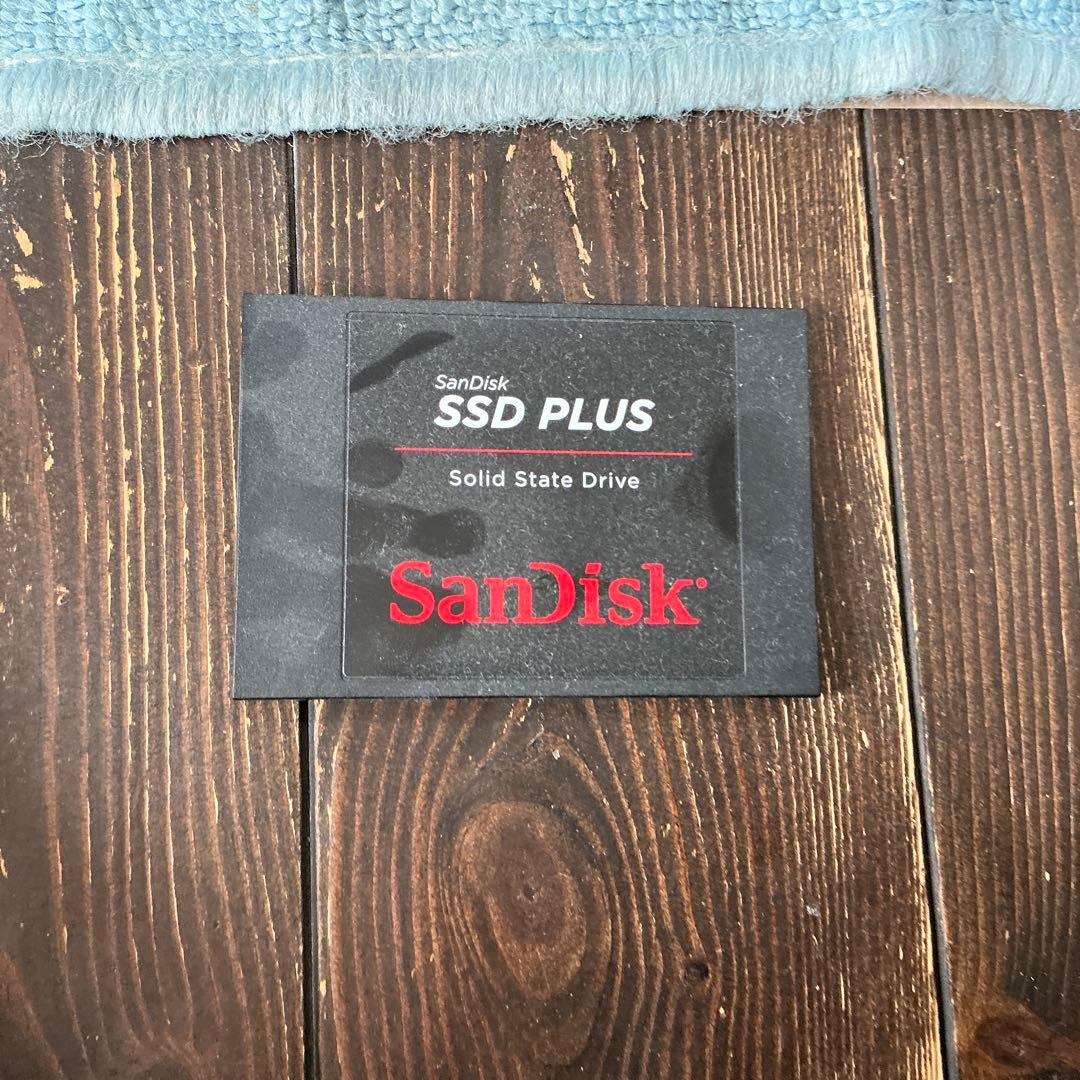 SanDisk
SSD PLUS
Solid State Drive
SanDisk